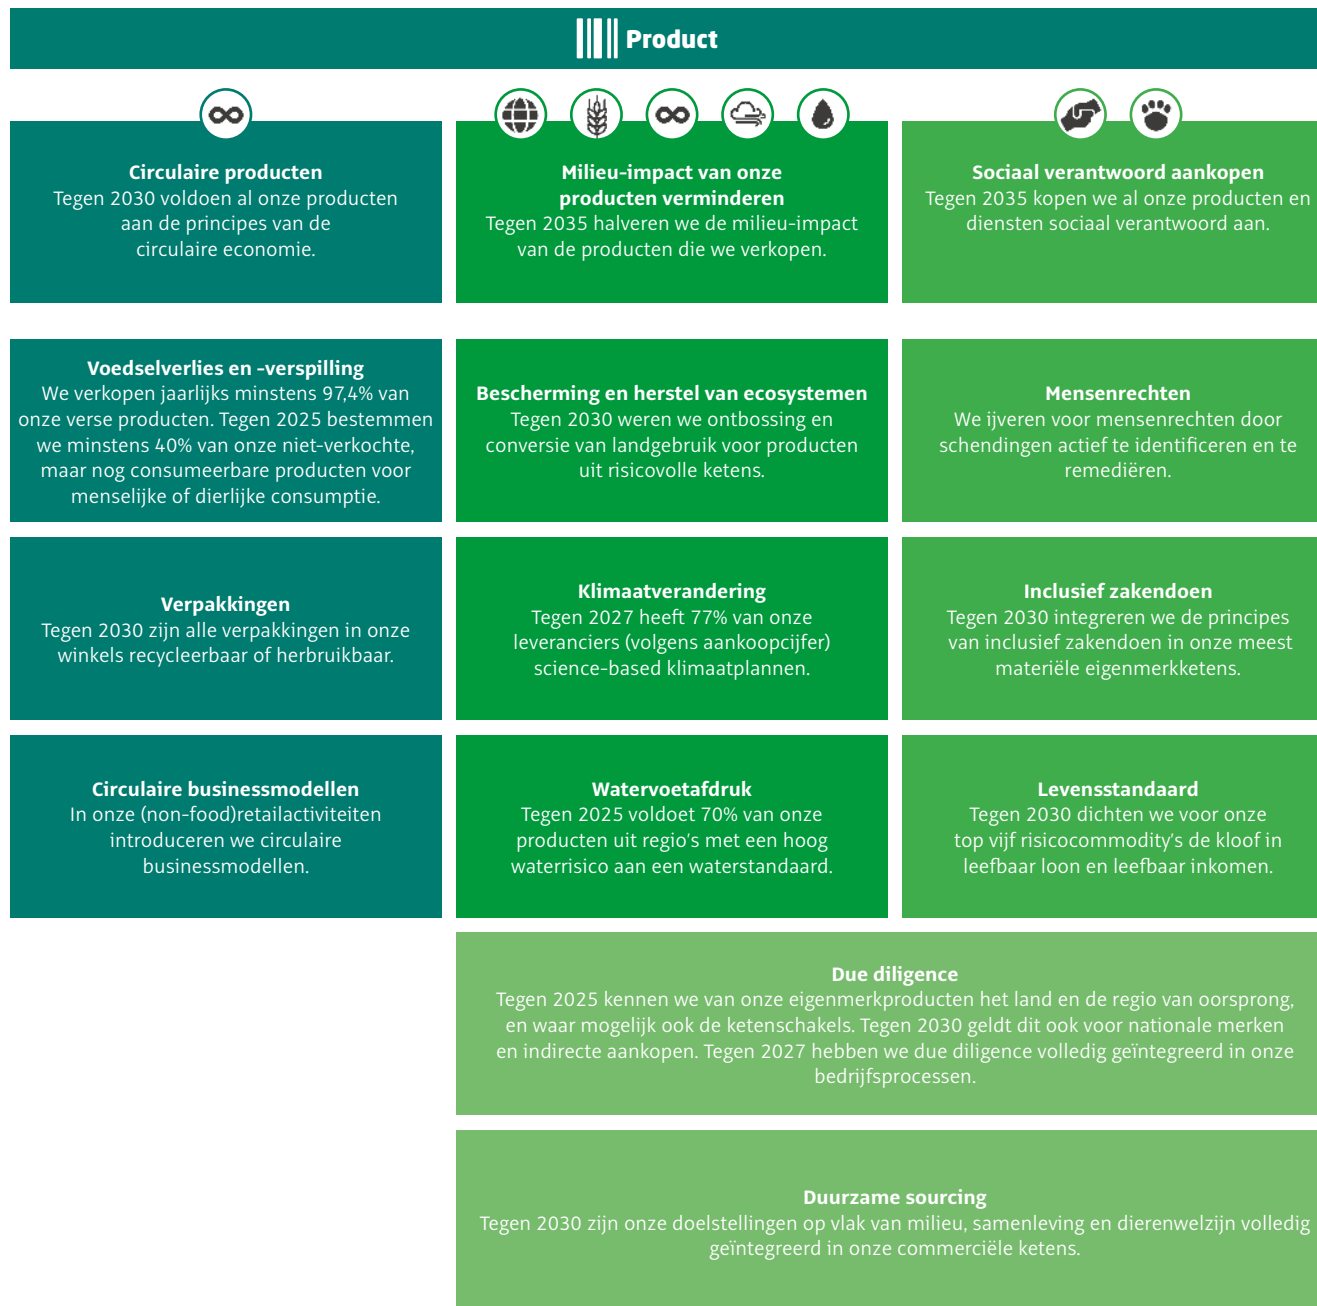 Product
Circulaire producten
Tegen 2030 voldoen al onze producten
aan de principes van de
circulaire economie.
Milieu-impact van onze
producten verminderen
Tegen 2035 halveren we de milieu-impact
van de producten die we verkopen.
Sociaal verantwoord aankopen
Tegen 2035 kopen we al onze producten en
diensten sociaal verantwoord aan.
Voedselverlies en -verspilling
We verkopen jaarlijks minstens 97,4% van
onze verse producten. Tegen 2025 bestemmen
we minstens 40% van onze niet-verkochte,
maar nog consumeerbare producten voor
menselijke of dierlijke consumptie.
Bescherming en herstel van ecosystemen
Tegen 2030 weren we ontbossing en
conversie van landgebruik voor producten
uit risicovolle ketens.
Mensenrechten
We ijveren voor mensenrechten door
schendingen actief te identificeren en te
remediëren.
Verpakkingen
Tegen 2030 zijn alle verpakkingen in onze
winkels recycleerbaar of herbruikbaar.
Klimaatverandering
Tegen 2027 heeft 77% van onze
leveranciers (volgens aankoopcijfer)
science-based klimaatplannen.
Inclusief zakendoen
Tegen 2030 integreren we de principes
van inclusief zakendoen in onze meest
materiële eigenmerkketens.
Circulaire businessmodellen
In onze (non-food)retailactiviteiten
introduceren we circulaire
businessmodellen.
Watervoetafdruk
Tegen 2025 voldoet 70% van onze
producten uit regio's met een hoog
waterrisico aan een waterstandaard.
Levensstandaard
Tegen 2030 dichten we voor onze
top vijf risicocommodity's de kloof in
leefbaar loon en leefbaar inkomen.
Due diligence
Tegen 2025 kennen we van onze eigenmerkproducten het land en de regio van oorsprong,
en waar mogelijk ook de ketenschakels. Tegen 2030 geldt dit ook voor nationale merken
en indirecte aankopen. Tegen 2027 hebben we due diligence volledig geïntegreerd in onze
bedrijfsprocessen.
Duurzame sourcing
Tegen 2030 zijn onze doelstellingen op vlak van milieu, samenleving en dierenwelzijn volledig
geïntegreerd in onze commerciële ketens.